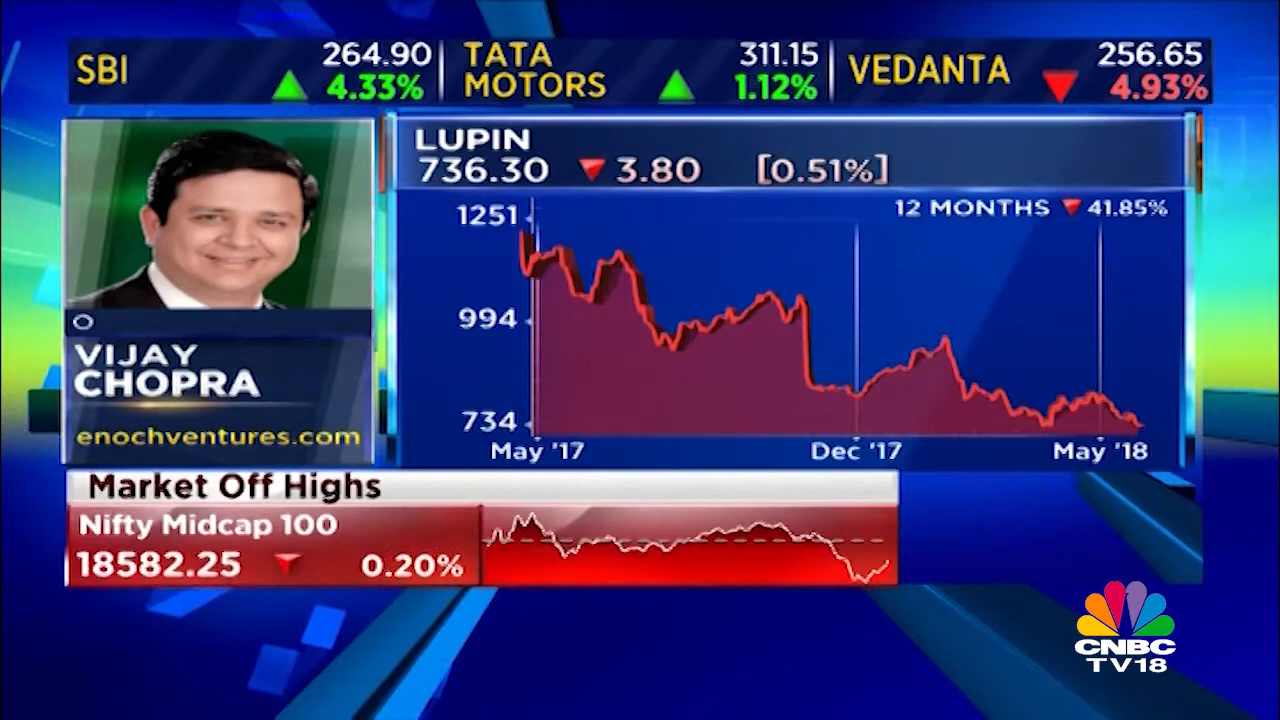 SBI 264.90 4.33%
TATA MOTORS 311.15 1.12%
VEDANTA 256.65 4.93%
LUPIN
736.30 3.80 [0.51%]
12 MONTHS 41.85%
1251
994
734
May '17 Dec '17 May '18
VIJAY
CHOPRA
enochventures.com
Market Off Highs
Nifty Midcap 100
18582.25 0.20%
CNBC
TV18